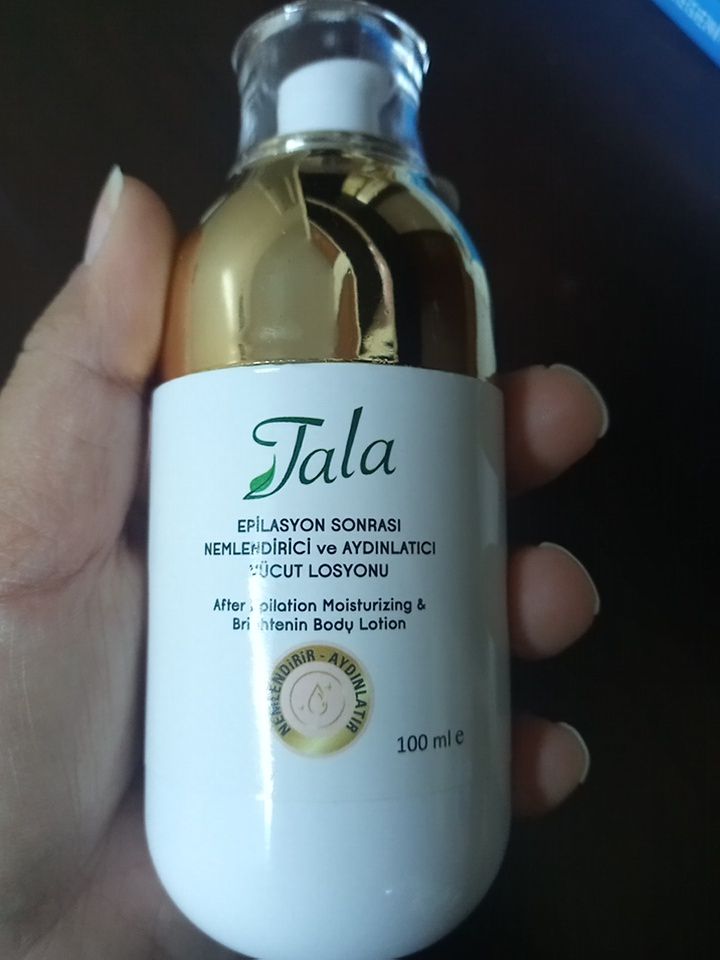 Tala
EPİLASYON SONRASI
NEMLENDİRİCİ ve AYDINLATICI
VÜCUT LOSYONU
After Epilation Moisturizing &
Brightenin Body Lotion
NEMLENDİRİR - AYDINLATIR
100 ml e